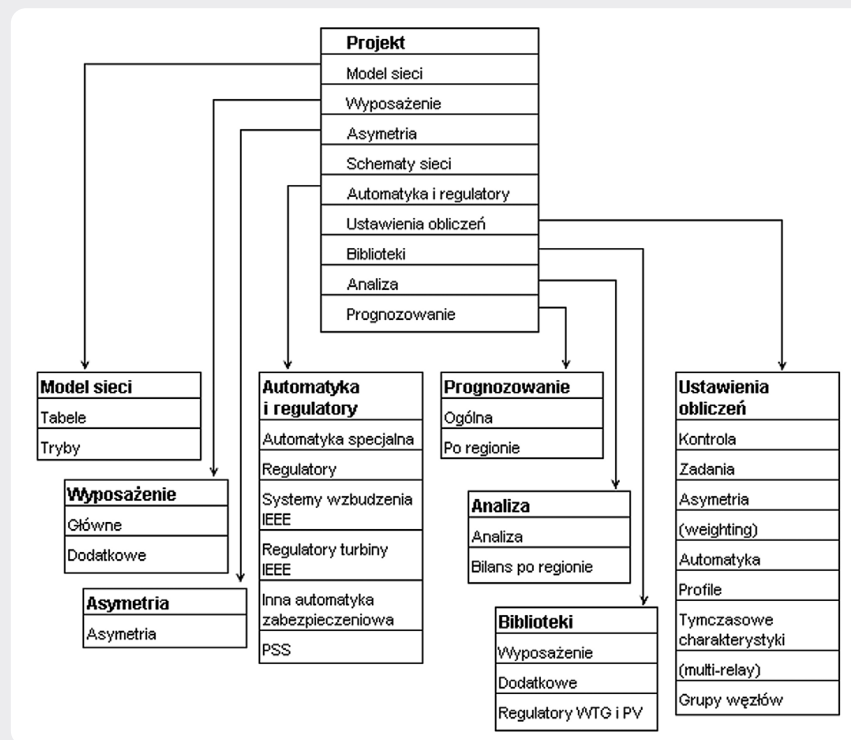 Projekt
Model sieci
Wyposażenie
Asymetria
Schematy sieci
Automatyka i regulatory
Ustawienia obliczeń
Biblioteki
Analiza
Prognozowanie
Model sieci
Tabele
Tryby
Wyposażenie
Główne
Dodatkowe
Asymetria
Asymetria
Automatyka
i regulatory
Automatyka specjalna
Regulatory
Systemy wzbudzenia
IEEE
Regulatory turbiny
IEEE
Inna automatyka
zabezpieczeniowa
PSS
Prognozowanie
Ogólna
Po regionie
Analiza
Analiza
Bilans po regionie
Biblioteki
Wyposażenie
Dodatkowe
Regulatory WTG i PV
Ustawienia
obliczeń
Kontrola
Zadania
Asymetria
(weighting)
Automatyka
Profile
Tymczasowe
charakterystyki
(multi-relay)
Grupy węzłów